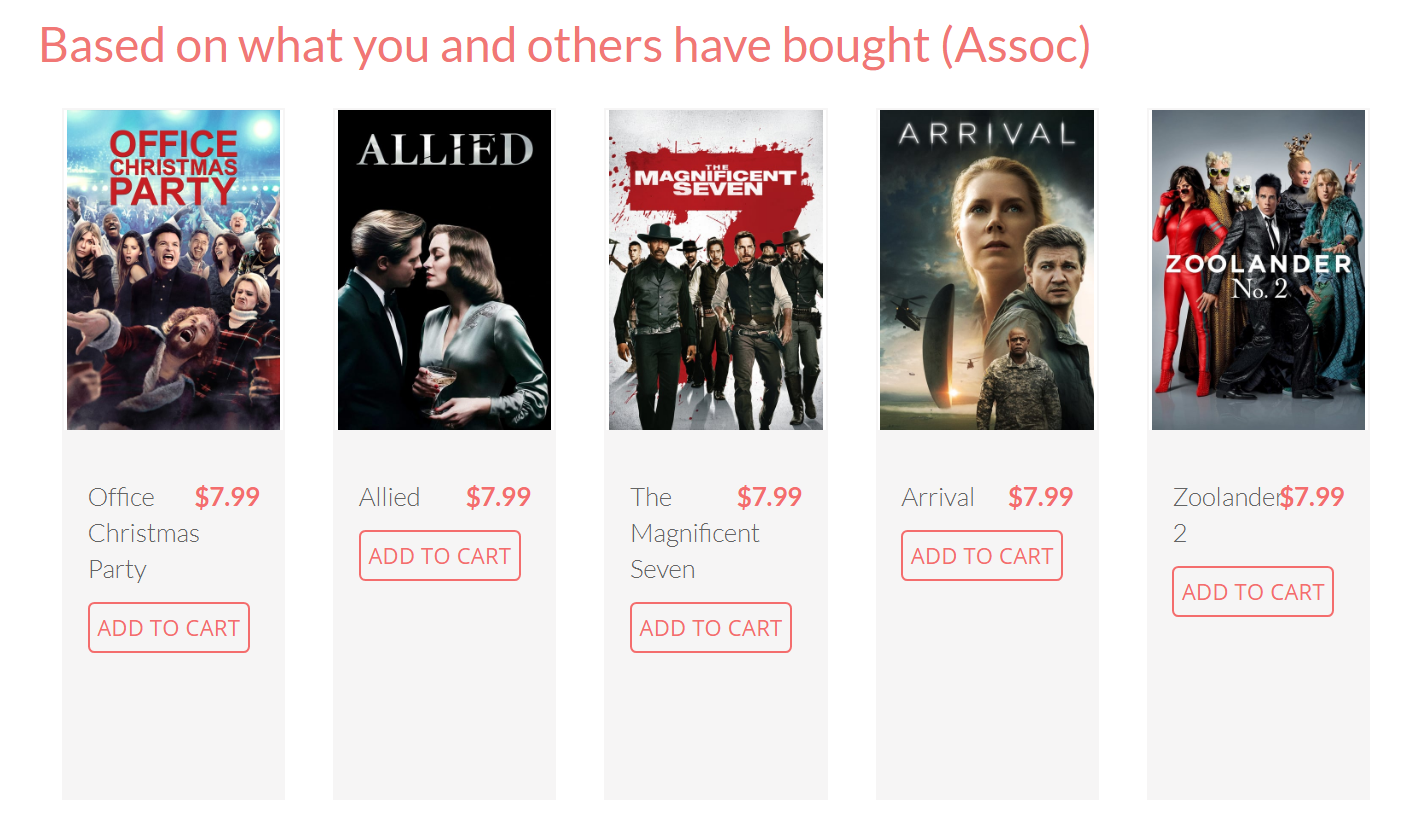 Based on what you and others have bought (Assoc)
OFFICE
CHRISTMAS
PARTY
ALLIED
THE
MAGNIFICENT
SEVEN
ARRIVAL
ZOOLANDER
No. 2
Office $7.99
Christmas
Party
ADD TO CART
Allied $7.99
ADD TO CART
The $7.99
Magnificent
Seven
ADD TO CART
Arrival $7.99
ADD TO CART
Zoolander $7.99
2
ADD TO CART